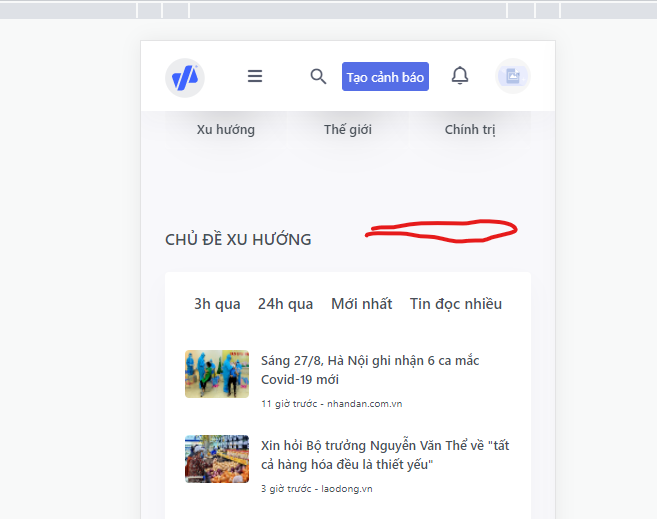 Tạo cảnh báo
Xu hướng Thế giới Chính trị
CHỦ ĐỀ XU HƯỚNG
3h qua 24h qua Mới nhất Tin đọc nhiều
Sáng 27/8, Hà Nội ghi nhận 6 ca mắc
Covid-19 mới
11 giờ trước - nhandan.com.vn
Xin hỏi Bộ trưởng Nguyễn Văn Thể về "tất
cả hàng hóa đều là thiết yếu"
3 giờ trước - laodong.vn